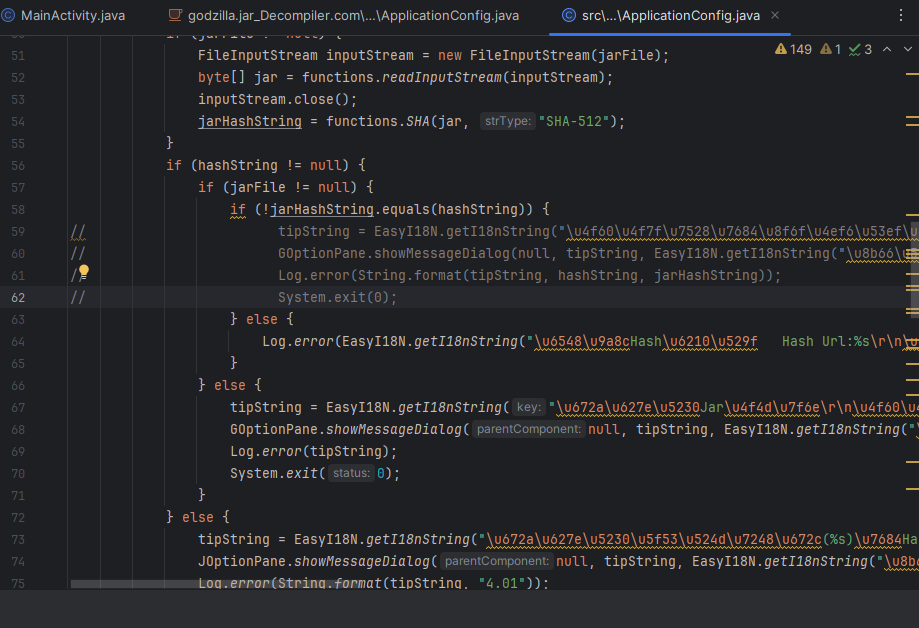 MainActivity.java godzilla.jar_Decompiler.com\...\ApplicationConfig.java src\...\ApplicationConfig.java
149 1 3
51 FileInputStream inputStream = new FileInputStream(jarFile);
52 byte[] jar = functions.readInputStream(inputStream);
53 inputStream.close();
54 jarHashString = functions.SHA(jar, strType: "SHA-512");
55 }
56 if (hashString != null) {
57 if (jarFile != null) {
58 if (!jarHashString.equals(hashString)) {
59 // tipString = EasyI18N.getI18nString("\u4f60\u4f7f\u7528\u7684\u8f6f\u4ef6\u53ef\u
60 // GOptionPane.showMessageDialog(null, tipString, EasyI18N.getI18nString("\u8b66\u
61 // Log.error(String.format(tipString, hashString, jarHashString));
62 // System.exit(0);
63 } else {
64 Log.error(EasyI18N.getI18nString("\u6548\u9a8cHash\u6210\u529f Hash Url:%s\r\n\u
65 }
66 } else {
67 tipString = EasyI18N.getI18nString( key: "\u672a\u627e\u5230Jar\u4f4d\u7f6e\r\n\u4f60\u4
68 GOptionPane.showMessageDialog( parentComponent: null, tipString, EasyI18N.getI18nString("\
69 Log.error(tipString);
70 System.exit( status: 0);
71 }
72 } else {
73 tipString = EasyI18N.getI18nString("\u672a\u627e\u5230\u5f53\u524d\u7248\u672c(%s)\u7684Ha
74 JOptionPane.showMessageDialog( parentComponent: null, tipString, EasyI18N.getI18nString("\u8b6
75 Log.error(String.format(tipString, "4.01"));